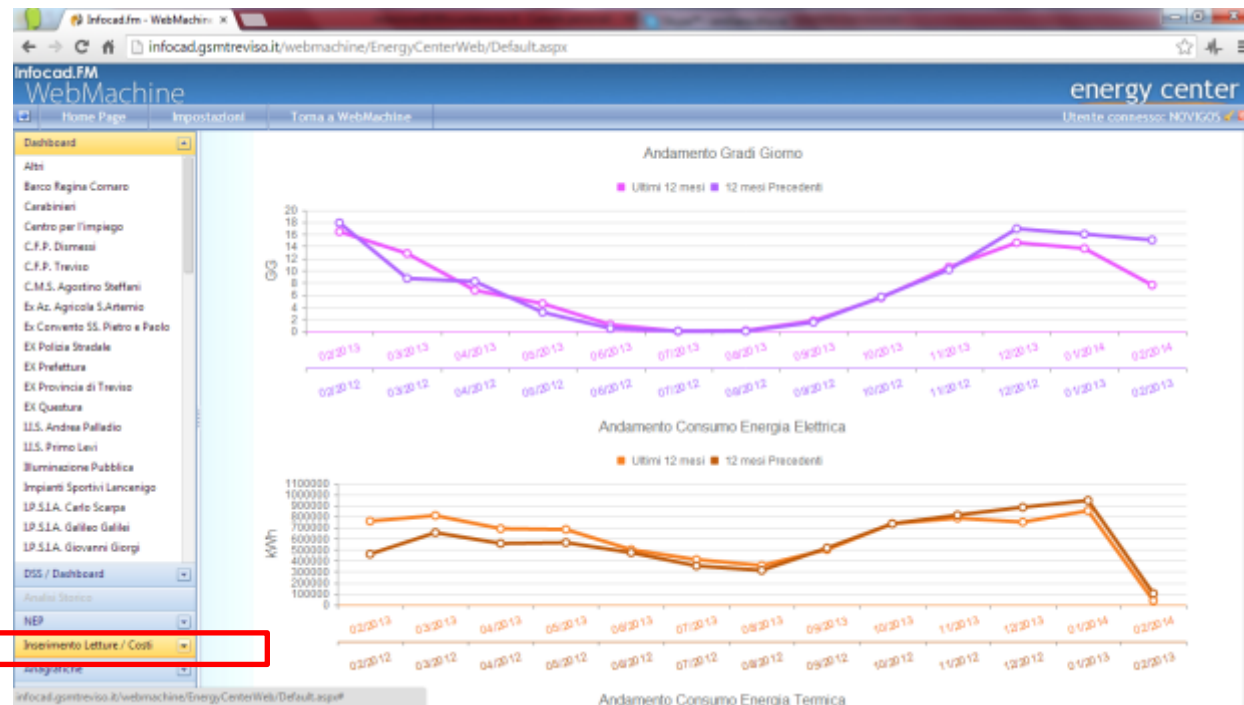 Infocad.fm - WebMachin
infocad.gsmtreviso.it/webmachine/EnergyCenterWeb/Default.aspx
Infocad.FM
WebMachine
energy center
Home Page Impostazioni Torna a WebMachine Utente connesso: NOVIGOS
Dashboard
Altri
Barco Regina Cornaro
Carabinieri
Centro per l'impiego
C.F.P. Dismessi
C.F.P. Treviso
C.M.S. Agostino Steffani
Ex Az. Agricola S.Artemio
Ex Convento SS. Pietro e Paolo
EX Polizia Stradale
EX Prefettura
EX Provincia di Treviso
EX Questura
I.I.S. Andrea Palladio
I.I.S. Primo Levi
Illuminazione Pubblica
Impianti Sportivi Lancenigo
I.P.S.I.A. Carlo Scarpa
I.P.S.I.A. Galileo Galilei
I.P.S.I.A. Giovanni Giorgi
DSS / Dashboard
Analisi Storico
NEP
Inserimento Letture / Costi
Anagrafiche
infocad.gsmtreviso.it/webmachine/EnergyCenterWeb/Default.aspx#
Andamento Gradi Giorno
Ultimi 12 mesi 12 mesi Precedenti
GG
20
18
16
14
12
10
8
6
4
2
0
02/2013 03/2013 04/2013 05/2013 06/2013 07/2013 08/2013 09/2013 10/2013 11/2013 12/2013 01/2014 02/2014
02/2012 03/2012 04/2012 05/2012 06/2012 07/2012 08/2012 09/2012 10/2012 11/2012 12/2012 01/2013 02/2013
Andamento Consumo Energia Elettrica
Ultimi 12 mesi 12 mesi Precedenti
kWh
1100000
1000000
900000
800000
700000
600000
500000
400000
300000
200000
100000
0
02/2013 03/2013 04/2013 05/2013 06/2013 07/2013 08/2013 09/2013 10/2013 11/2013 12/2013 01/2014 02/2014
02/2012 03/2012 04/2012 05/2012 06/2012 07/2012 08/2012 09/2012 10/2012 11/2012 12/2012 01/2013 02/2013
Andamento Consumo Energia Termica